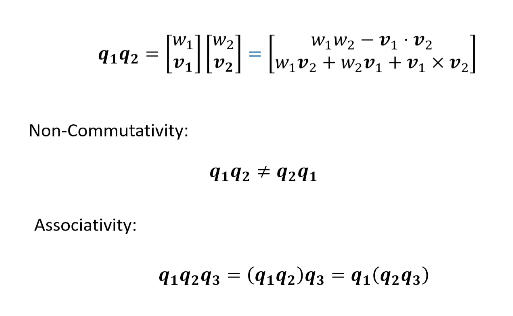 q₁q₂ = [w₁ v₁] [w₂ v₂] = [w₁w₂ − v₁ · v₂
w₁v₂ + w₂v₁ + v₁ × v₂]
Non-Commutativity:
q₁q₂ ≠ q₂q₁
Associativity:
q₁q₂q₃ = (q₁q₂)q₃ = q₁(q₂q₃)